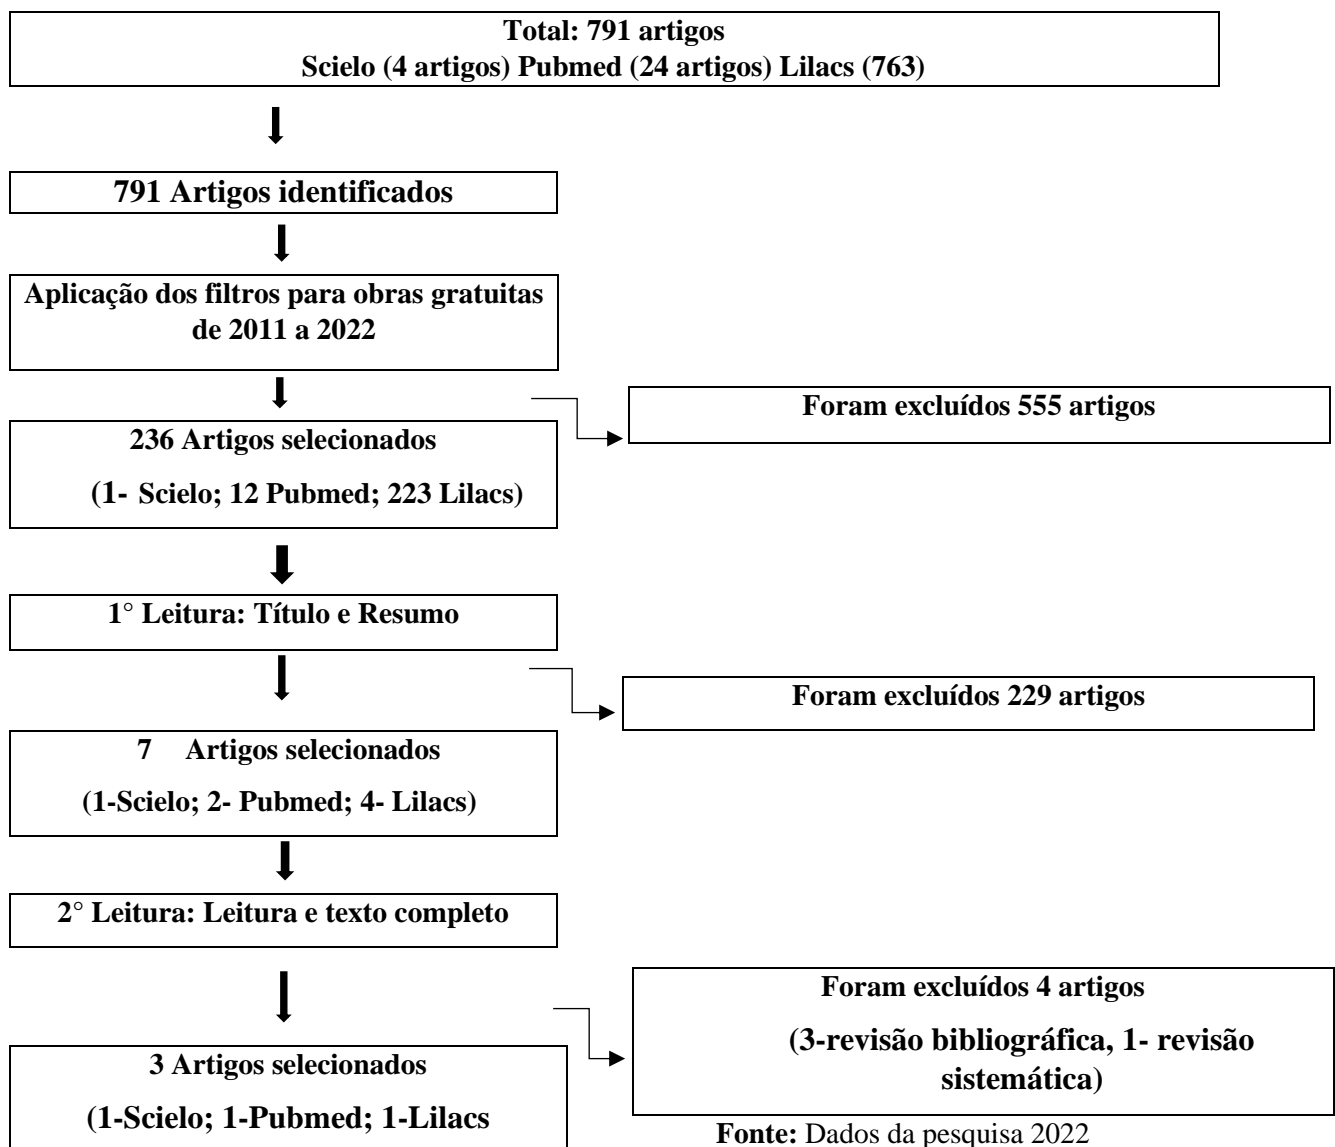 Total: 791 artigos
Scielo (4 artigos) Pubmed (24 artigos) Lilacs (763)
791 Artigos identificados
Aplicação dos filtros para obras gratuitas
de 2011 a 2022
Foram excluídos 555 artigos
236 Artigos selecionados
(1- Scielo; 12 Pubmed; 223 Lilacs)
1° Leitura: Título e Resumo
Foram excluídos 229 artigos
7 Artigos selecionados
(1-Scielo; 2- Pubmed; 4- Lilacs)
2° Leitura: Leitura e texto completo
Foram excluídos 4 artigos
(3-revisão bibliográfica, 1- revisão
sistemática)
3 Artigos selecionados
(1-Scielo; 1-Pubmed; 1-Lilacs
Fonte: Dados da pesquisa 2022